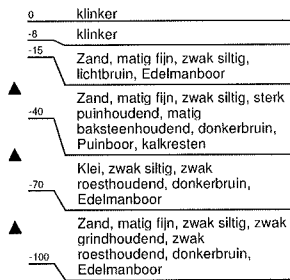 0 klinker
-8 klinker
-15 Zand, matig fijn, zwak siltig,
lichtbruin, Edelmanboor
Zand, matig fijn, zwak siltig, sterk
-40 puinhoudend, matig
baksteenhoudend, donkerbruin,
Puinboor, kalkresten
Klei, zwak siltig, zwak
-70 roesthoudend, donkerbruin,
Edelmanboor
Zand, matig fijn, zwak siltig, zwak
grindhoudend, zwak
-100 roesthoudend, donkerbruin,
Edelmanboor